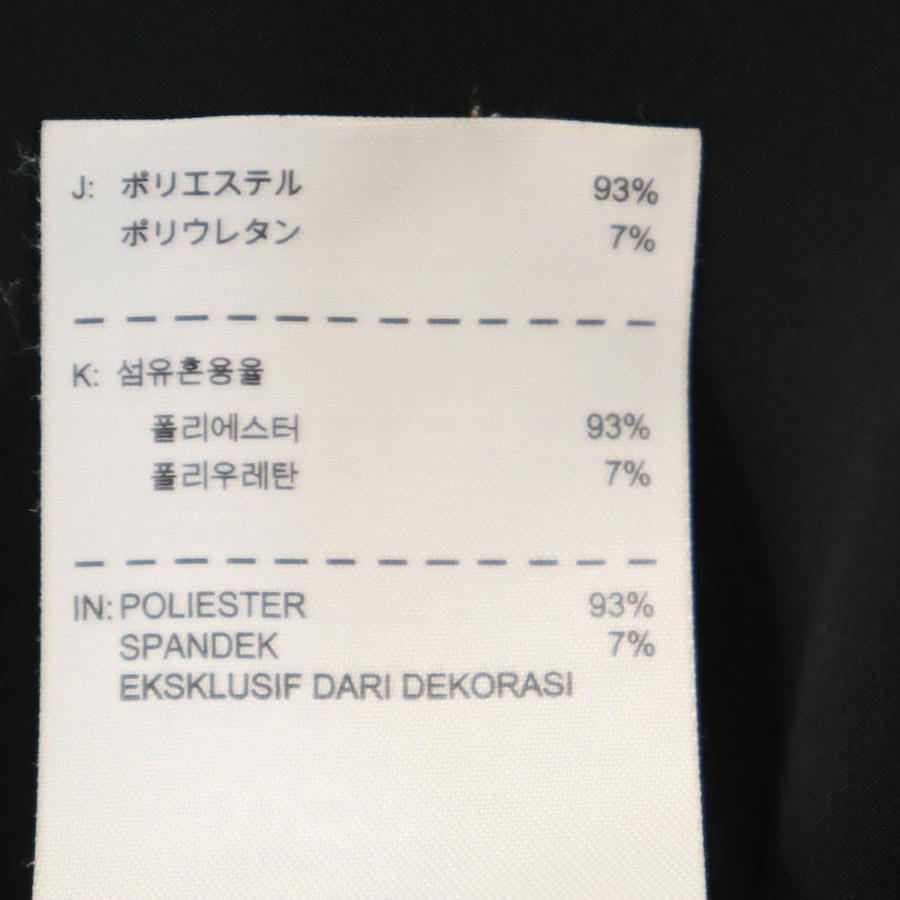 J: ポリエステル 93%
ポリウレタン 7%
K: 섬유혼용율
폴리에스터 93%
폴리우레탄 7%
IN: POLIESTER 93%
SPANDEK 7%
EKSKLUSIF DARI DEKORASI